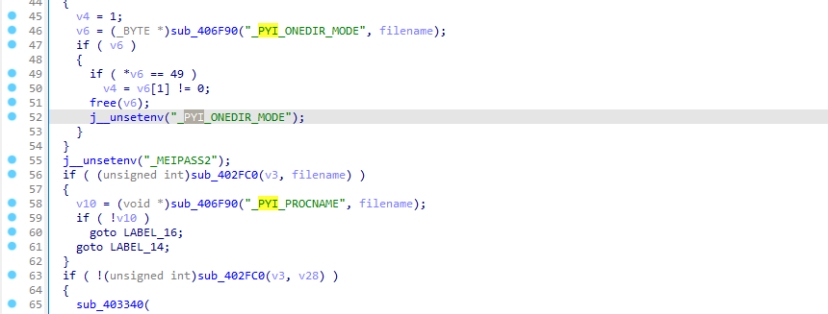 44 {
45 v4 = 1;
46 v6 = (_BYTE *)sub_406F90("_PYI_ONEDIR_MODE", filename);
47 if ( v6 )
48 {
49 if ( *v6 == 49 )
50 v4 = v6[1] != 0;
51 free(v6);
52 j__unsetenv("_PYI_ONEDIR_MODE");
53 }
54 }
55 j__unsetenv("_MEIPASS2");
56 if ( (unsigned int)sub_402FC0(v3, filename) )
57 {
58 v10 = (void *)sub_406F90("_PYI_PROCNAME", filename);
59 if ( !v10 )
60 goto LABEL_16;
61 goto LABEL_14;
62 }
63 if ( !(unsigned int)sub_402FC0(v3, v28) )
64 {
65 sub_403340(